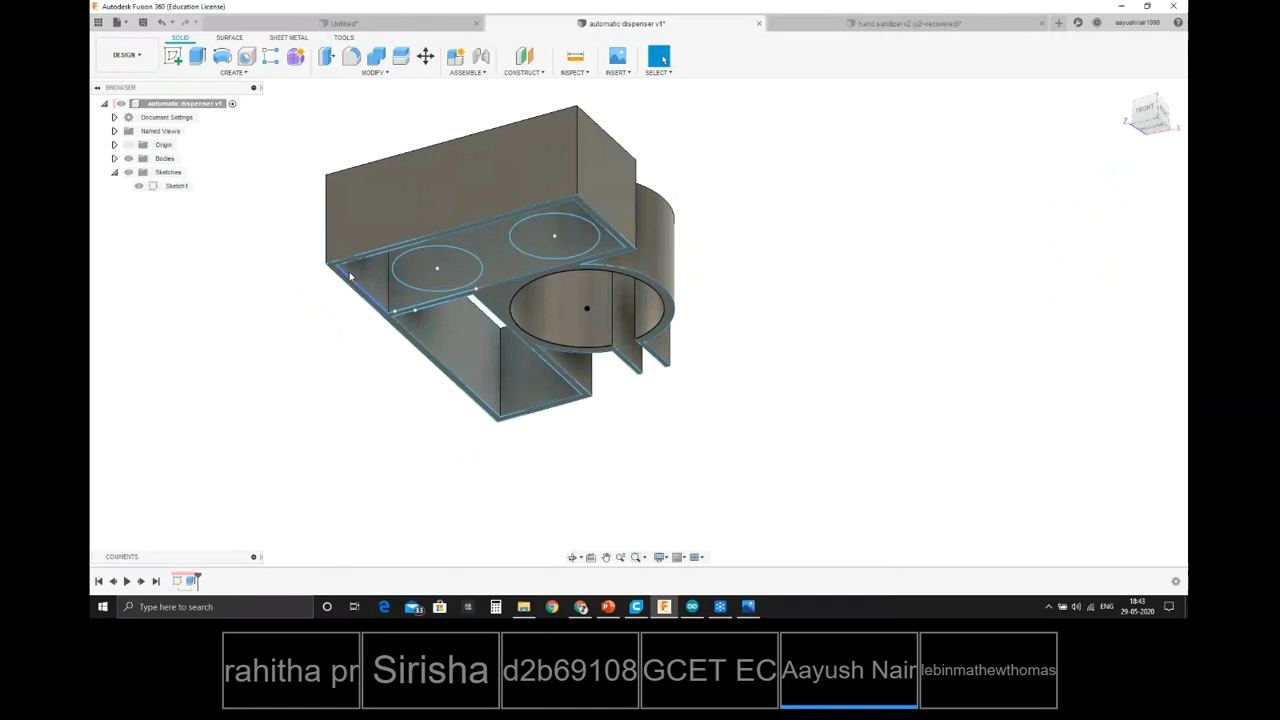 Autodesk Fusion 360 (Education License)
Untitled*
automatic dispenser v1*
hand sanitizer v2 (v2~recovered)*
aayushnair1998
DESIGN
SOLID
SURFACE
SHEET METAL
TOOLS
CREATE
MODIFY
ASSEMBLE
CONSTRUCT
INSPECT
INSERT
SELECT
BROWSER
automatic dispenser v1
Document Settings
Named Views
Origin
Bodies
Sketches
Sketch1
FRONT
Z
X
COMMENTS
Type here to search
33
ENG
18:43
29-05-2020
rahitha pr
Sirisha
d2b69108
GCET EC
Aayush Nair
lebinmathewthomas